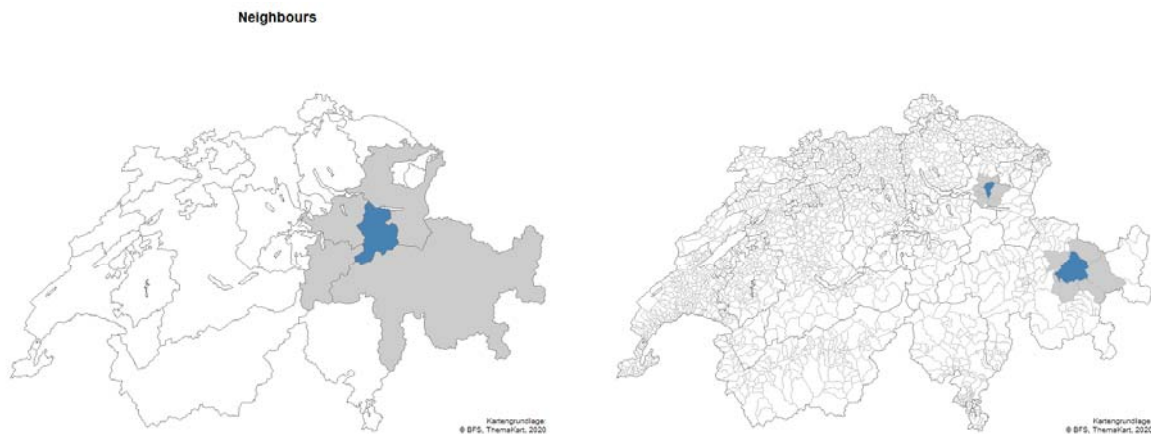 Neighbours
Kartengrundlage:
© BFS, ThemaKart, 2020
Kartengrundlage:
© BFS, ThemaKart, 2020